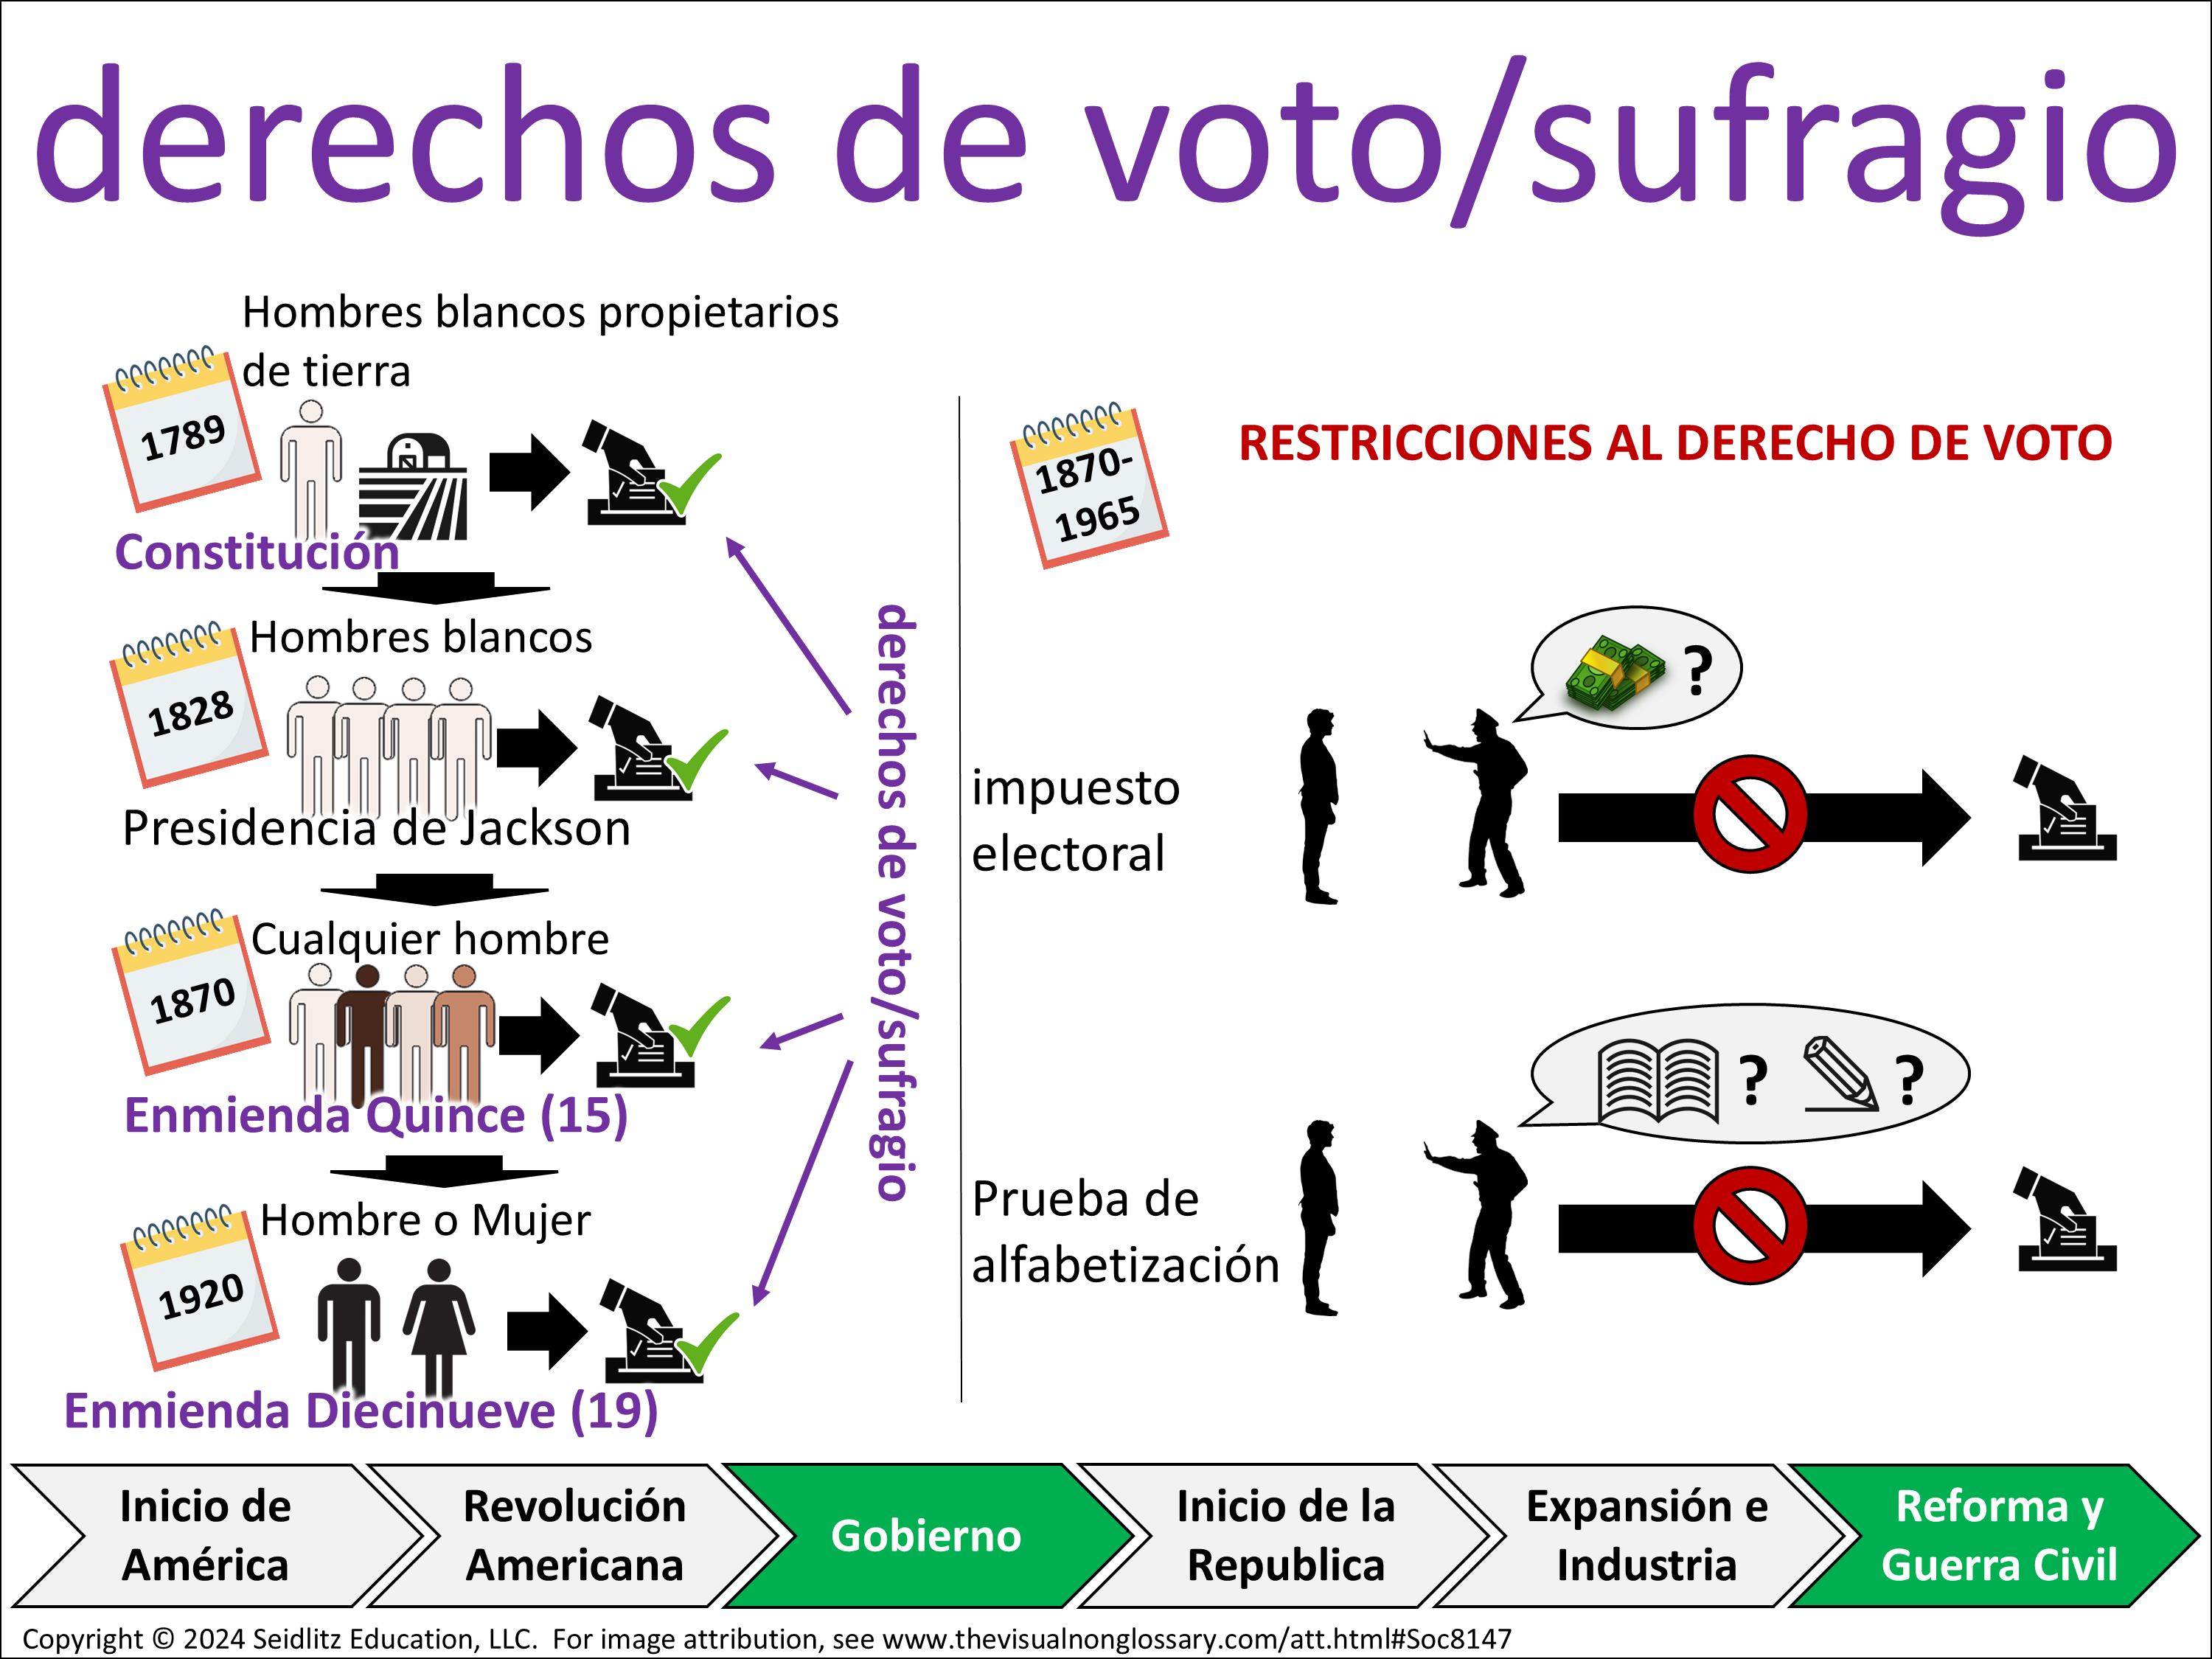 derechos de voto/sufragio
Hombres blancos propietarios
de tierra
1789
Constitución
Hombres blancos
1828
Presidencia de Jackson
Cualquier hombre
1870
Enmienda Quince (15)
Hombre o Mujer
1920
Enmienda Diecinueve (19)
derechos de voto/sufragio
1870-
1965
RESTRICCIONES AL DERECHO DE VOTO
?
impuesto
electoral
? ?
Prueba de
alfabetización
Inicio de
América
Revolución
Americana
Gobierno
Inicio de la
Republica
Expansión e
Industria
Reforma y
Guerra Civil
Copyright © 2024 Seidlitz Education, LLC. For image attribution, see www.thevisualnonglossary.com/att.html#Soc8147